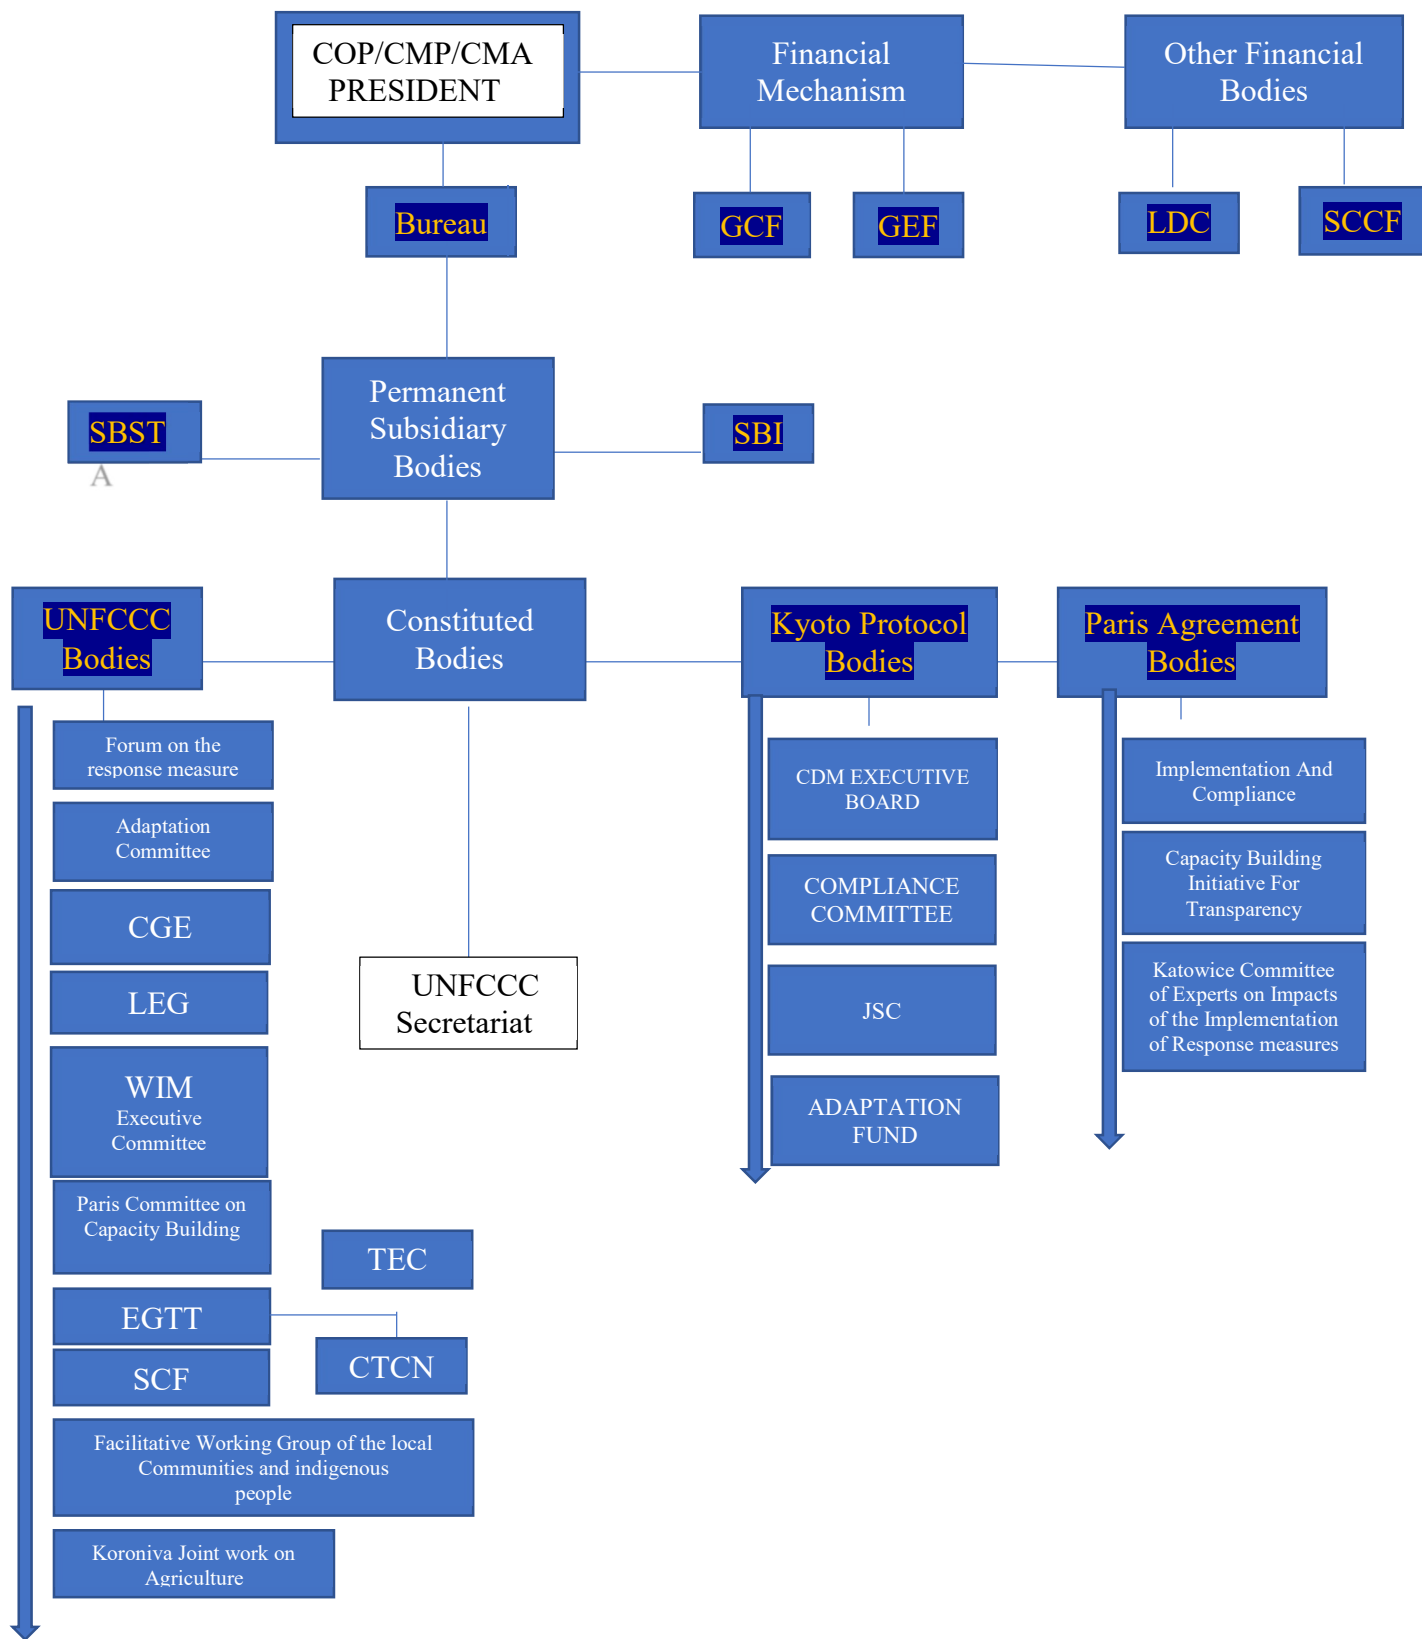 COP/CMP/CMA
PRESIDENT
Financial
Mechanism
Other Financial
Bodies
Bureau
GCF
GEF
LDC
SCCF
Permanent
Subsidiary
Bodies
SBST
A
SBI
UNFCCC
Bodies
Constituted
Bodies
Kyoto Protocol
Bodies
Paris Agreement
Bodies
Forum on the
response measure
Adaptation
Committee
CGE
LEG
WIM
Executive
Committee
Paris Committee on
Capacity Building
EGTT
SCF
TEC
CTCN
Facilitative Working Group of the local
Communities and indigenous
people
Koroniva Joint work on
Agriculture
UNFCCC
Secretariat
CDM EXECUTIVE
BOARD
COMPLIANCE
COMMITTEE
JSC
ADAPTATION
FUND
Implementation And
Compliance
Capacity Building
Initiative For
Transparency
Katowice Committee
of Experts on Impacts
of the Implementation
of Response measures